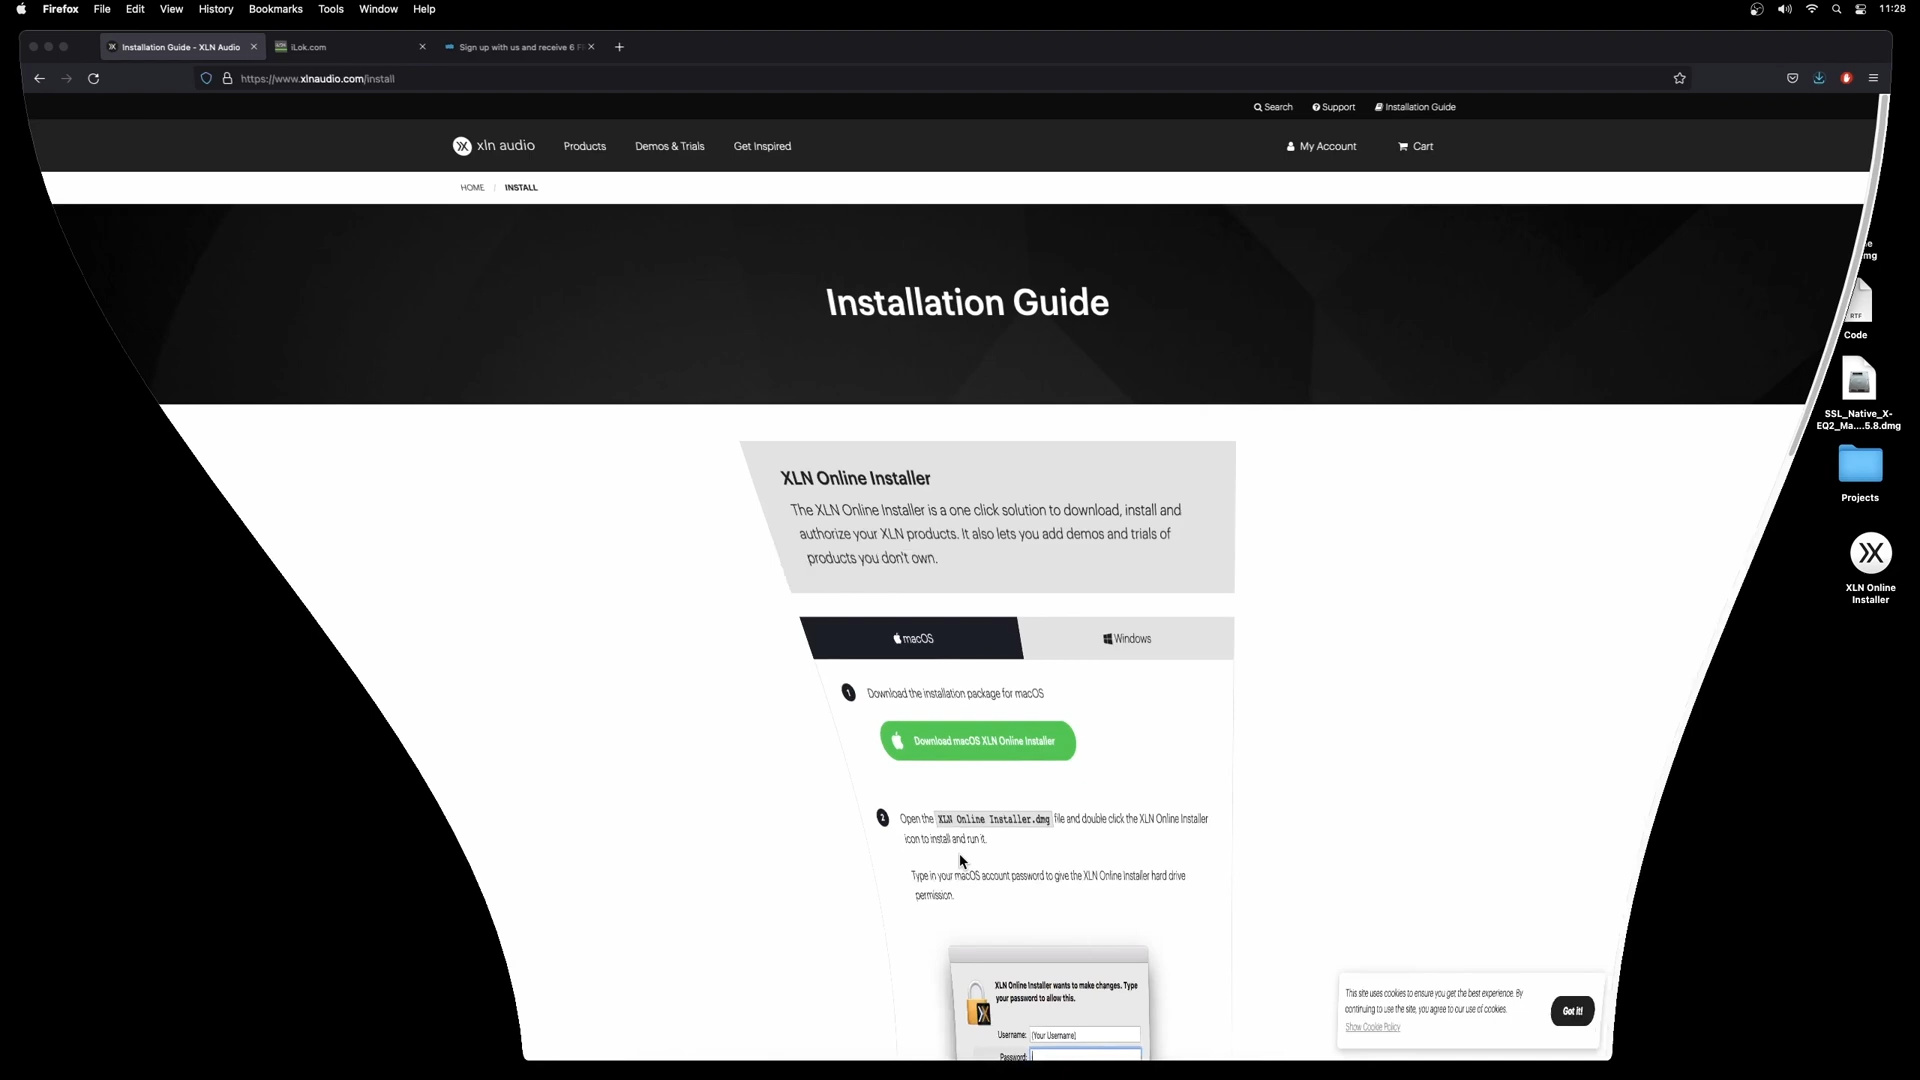 Firefox File Edit View History Bookmarks Tools Window Help 11:28
Installation Guide - XLN Audio iLok.com Sign up with us and receive 6 F
https://www.xlnaudio.com/install
Search Support Installation Guide
xln audio Products Demos & Trials Get Inspired My Account Cart
HOME | INSTALL
Installation Guide
XLN Online Installer
The XLN Online Installer is a one click solution to download, install and
authorize your XLN products. It also lets you add demos and trials of
products you don't own.
macOS Windows
1 Download the installation package for macOS
Download macOS XLN Online Installer
2 Open the XLN Online Installer.dmg file and double click the XLN Online Installer
icon to install and run it.
Type in your macOS account password to give the XLN Online Installer hard drive
permission.
XLN Online Installer wants to make changes. Type
your password to allow this.
Username: [Your Username]
Password:
This site uses cookies to ensure you get the best experience. By
continuing to use the site, you agree to our use of cookies.
Show Cookie Policy
Got it!
ne
mg
RTF
Code
SSL_Native_X-
EQ2_Ma....5.8.dmg
Projects
XLN Online
Installer